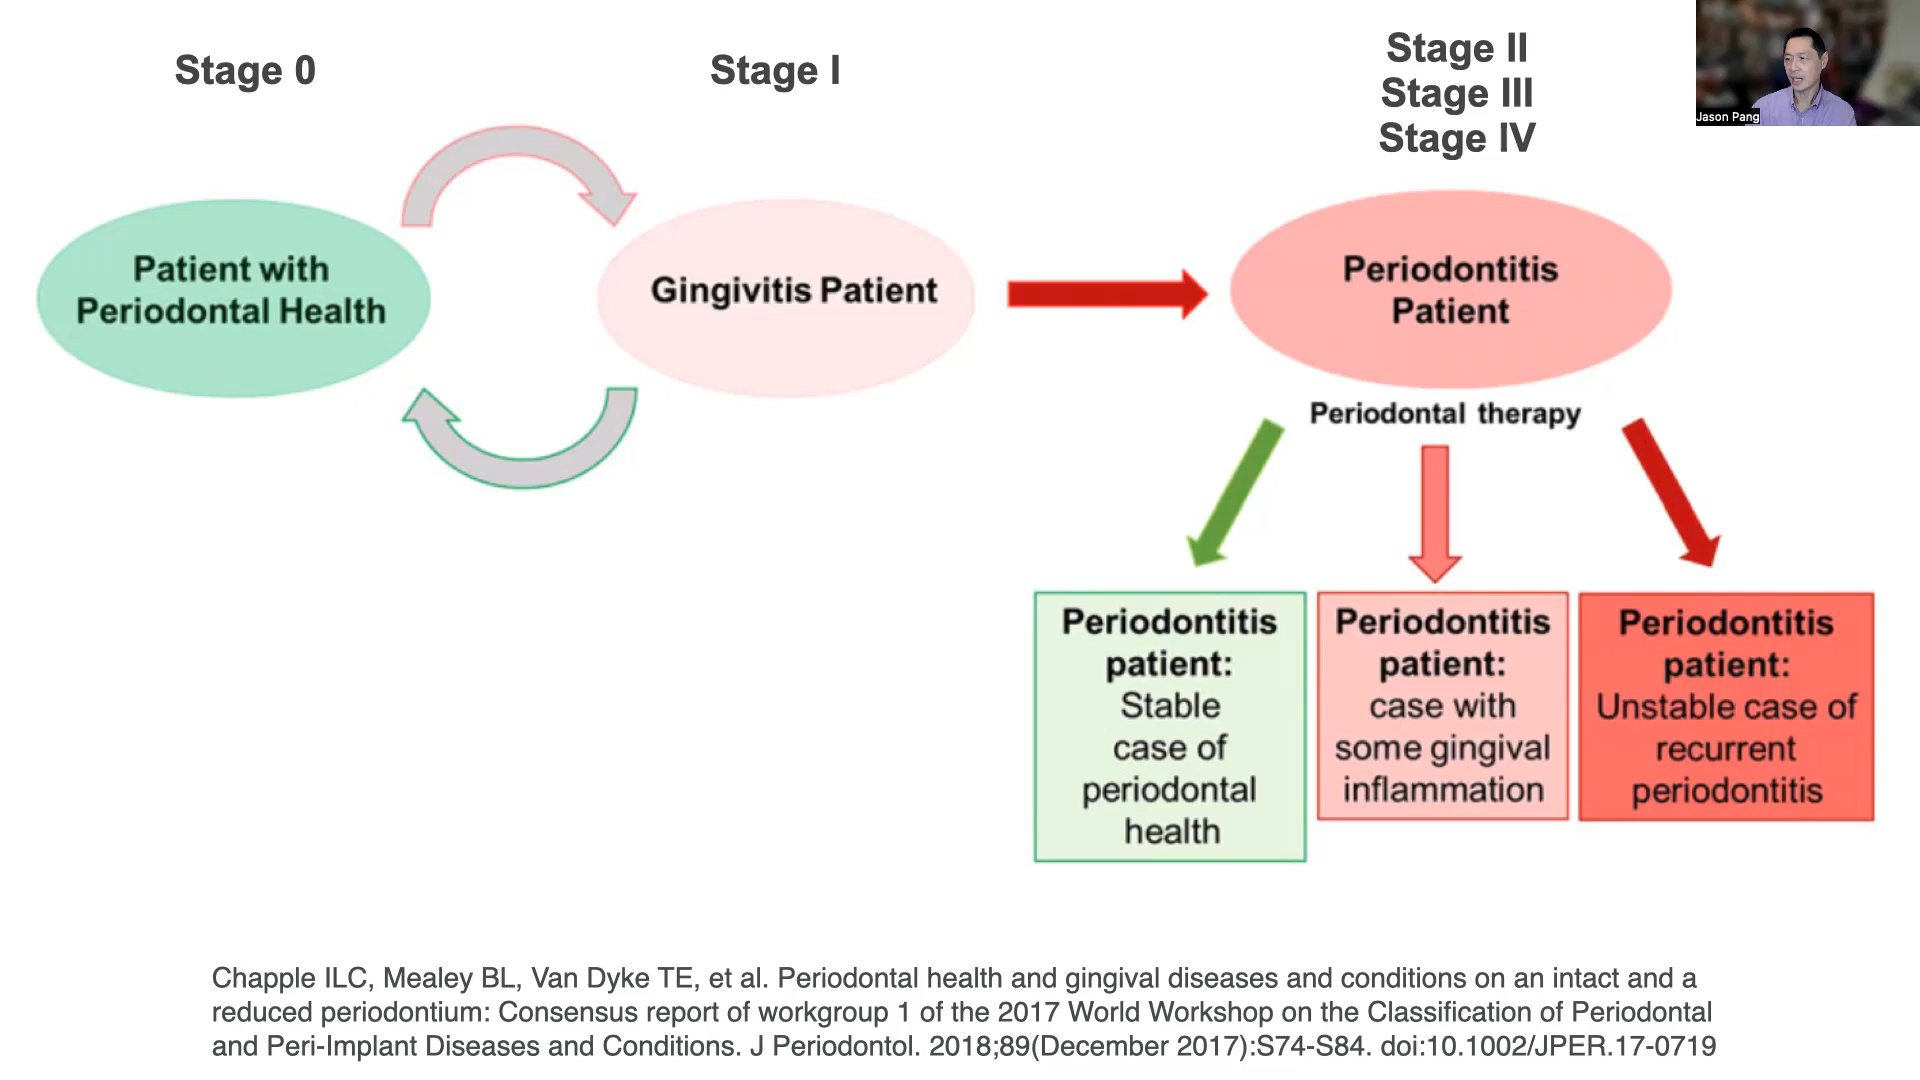 Stage 0
Stage I
Stage II
Stage III
Stage IV
Jason Pang
Patient with
Periodontal Health
Gingivitis Patient
Periodontitis
Patient
Periodontal therapy
Periodontitis
patient:
Stable
case of
periodontal
health
Periodontitis
patient:
case with
some gingival
inflammation
Periodontitis
patient:
Unstable case of
recurrent
periodontitis
Chapple ILC, Mealey BL, Van Dyke TE, et al. Periodontal health and gingival diseases and conditions on an intact and a
reduced periodontium: Consensus report of workgroup 1 of the 2017 World Workshop on the Classification of Periodontal
and Peri-Implant Diseases and Conditions. J Periodontol. 2018;89(December 2017):S74-S84. doi:10.1002/JPER.17-0719